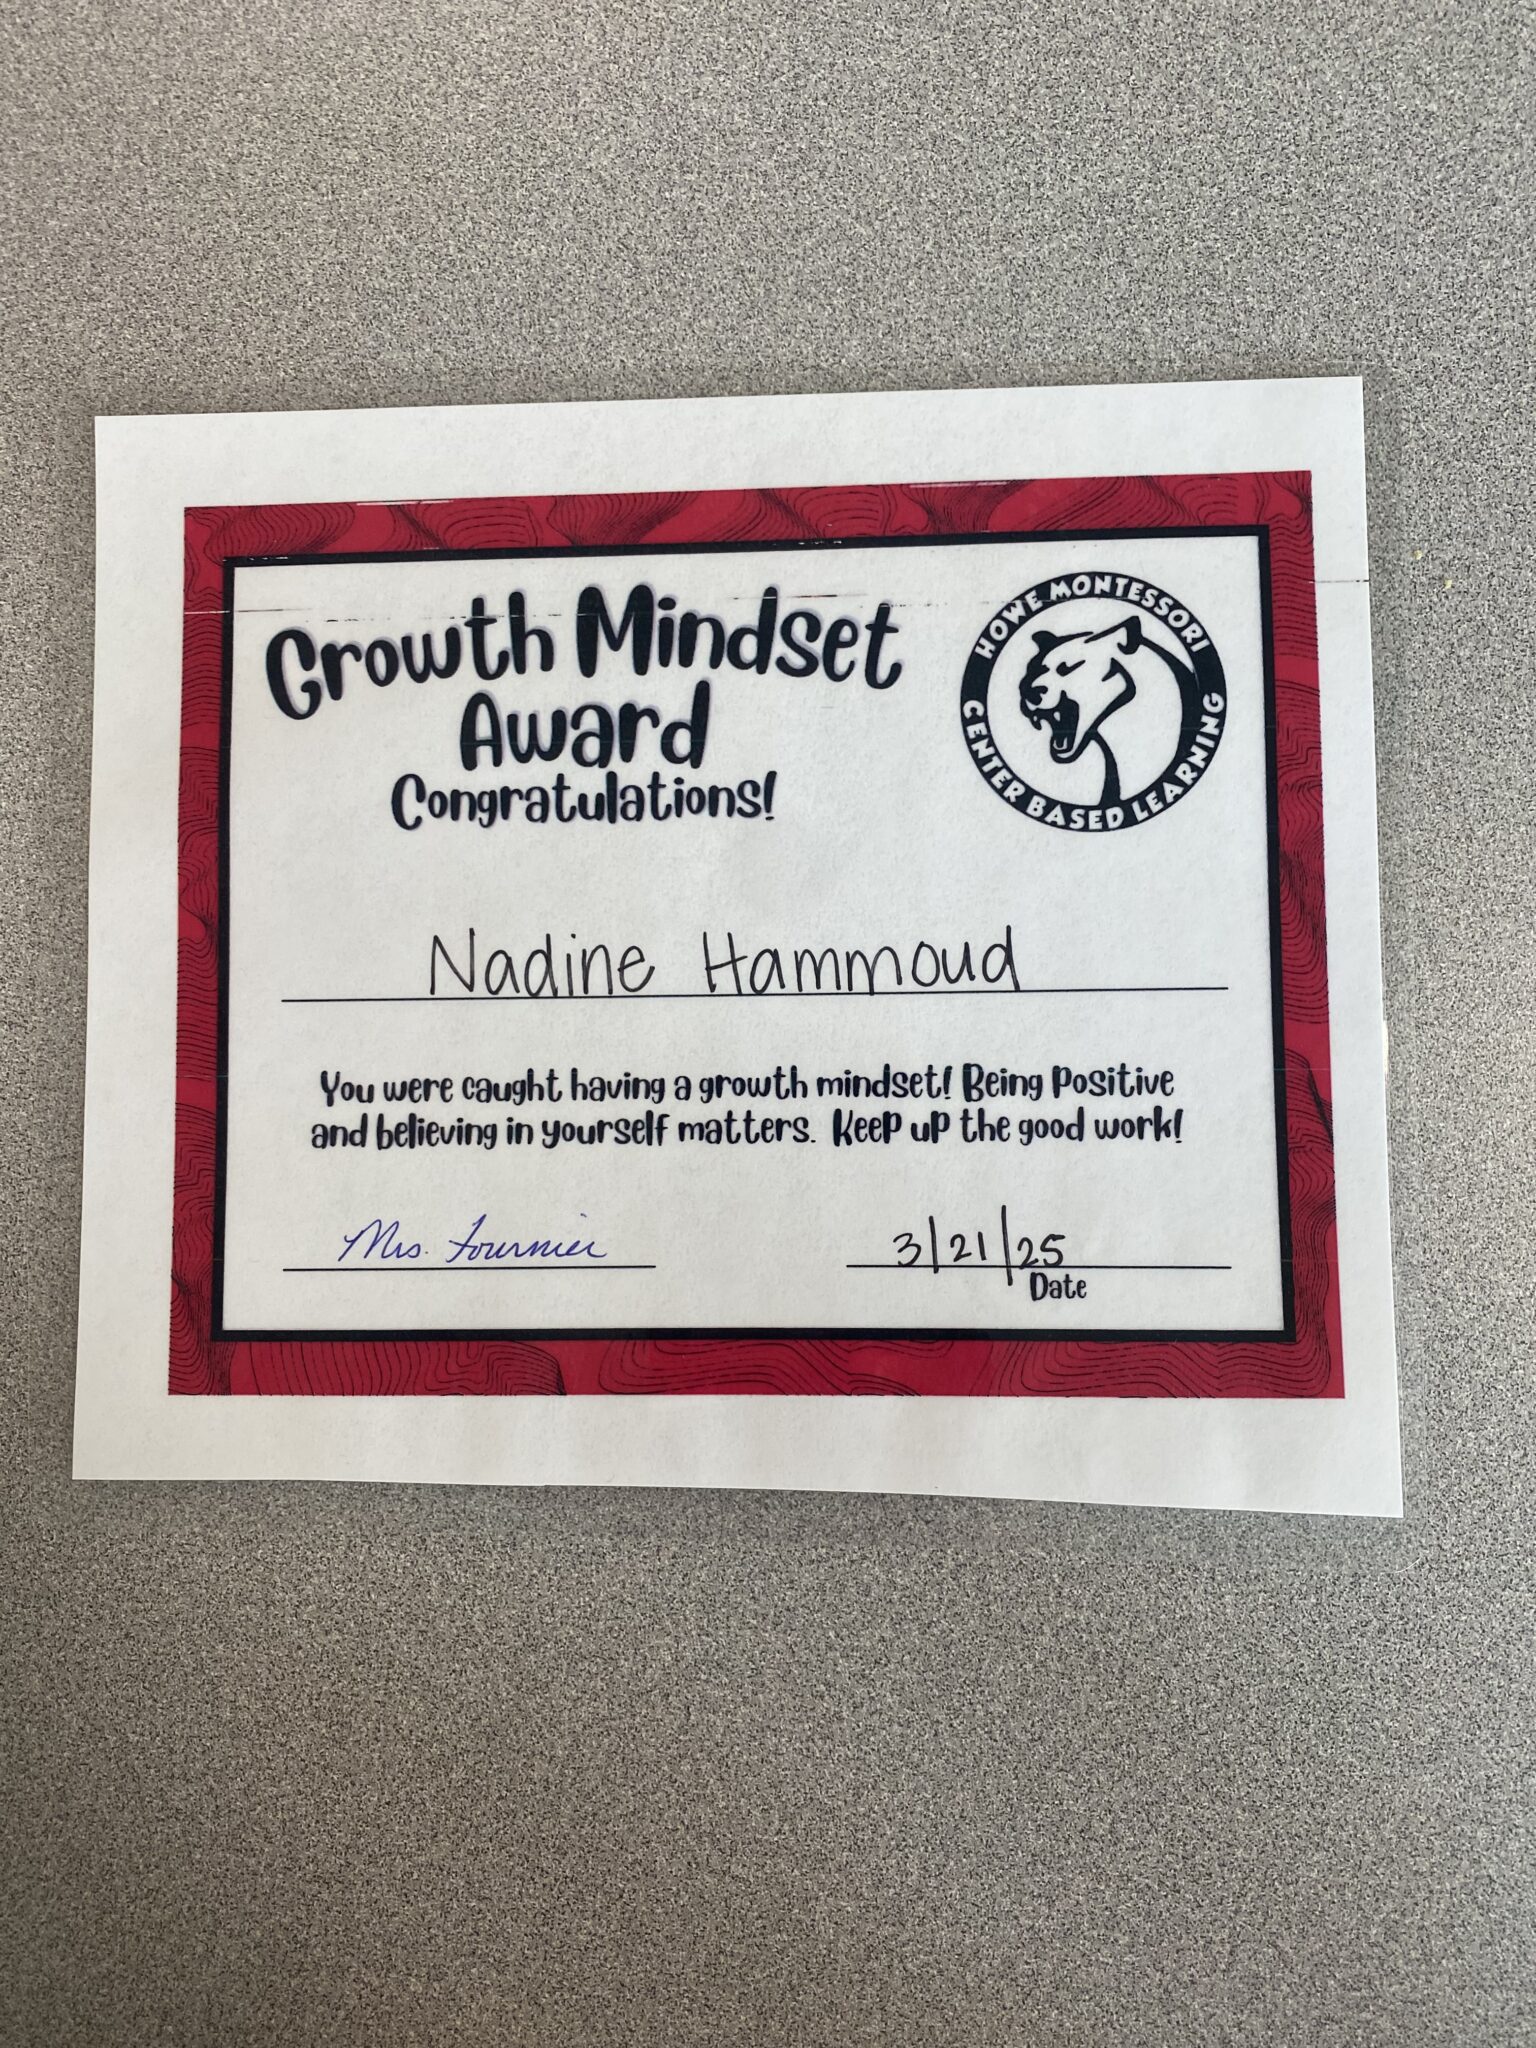 Growth Mindset
Award
Congratulations!
HOWE MONTESSORI
CENTER BASED LEARNING
Nadine Hammoud
You were caught having a growth mindset! Being Positive
and believing in yourself matters. Keep up the good work!
Mrs. Fournier
3/21/25
Date